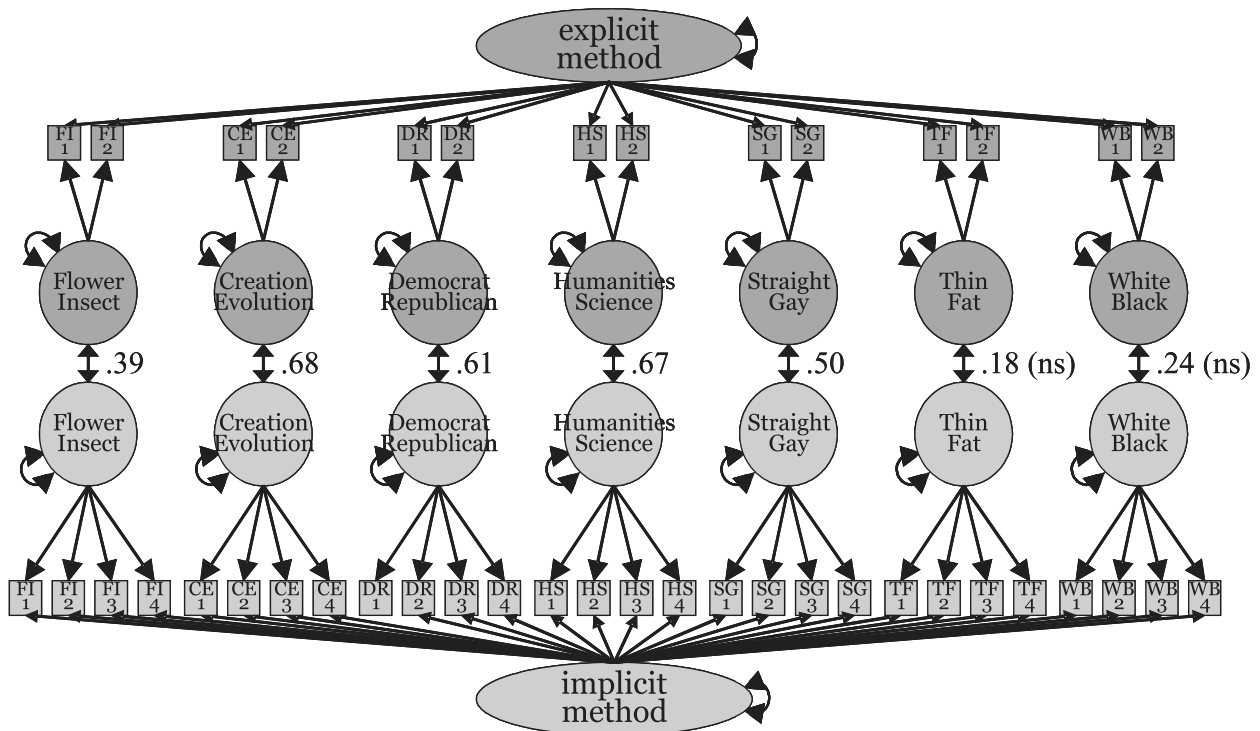 explicit
method
FI FI CE CE DR DR HS HS SG SG TF TF WB WB
1 2 1 2 1 2 1 2 1 2 1 2 1 2
Flower Creation Democrat Humanities Straight Thin White
Insect Evolution Republican Science Gay Fat Black
.39 .68 .61 .67 .50 .18 (ns) .24 (ns)
Flower Creation Democrat Humanities Straight Thin White
Insect Evolution Republican Science Gay Fat Black
FI FI FI FI CE CE CE CE DR DR DR DR HS HS HS HS SG SG SG SG TF TF TF TF WB WB WB WB
1 2 3 4 1 2 3 4 1 2 3 4 1 2 3 4 1 2 3 4 1 2 3 4 1 2 3 4
implicit
method